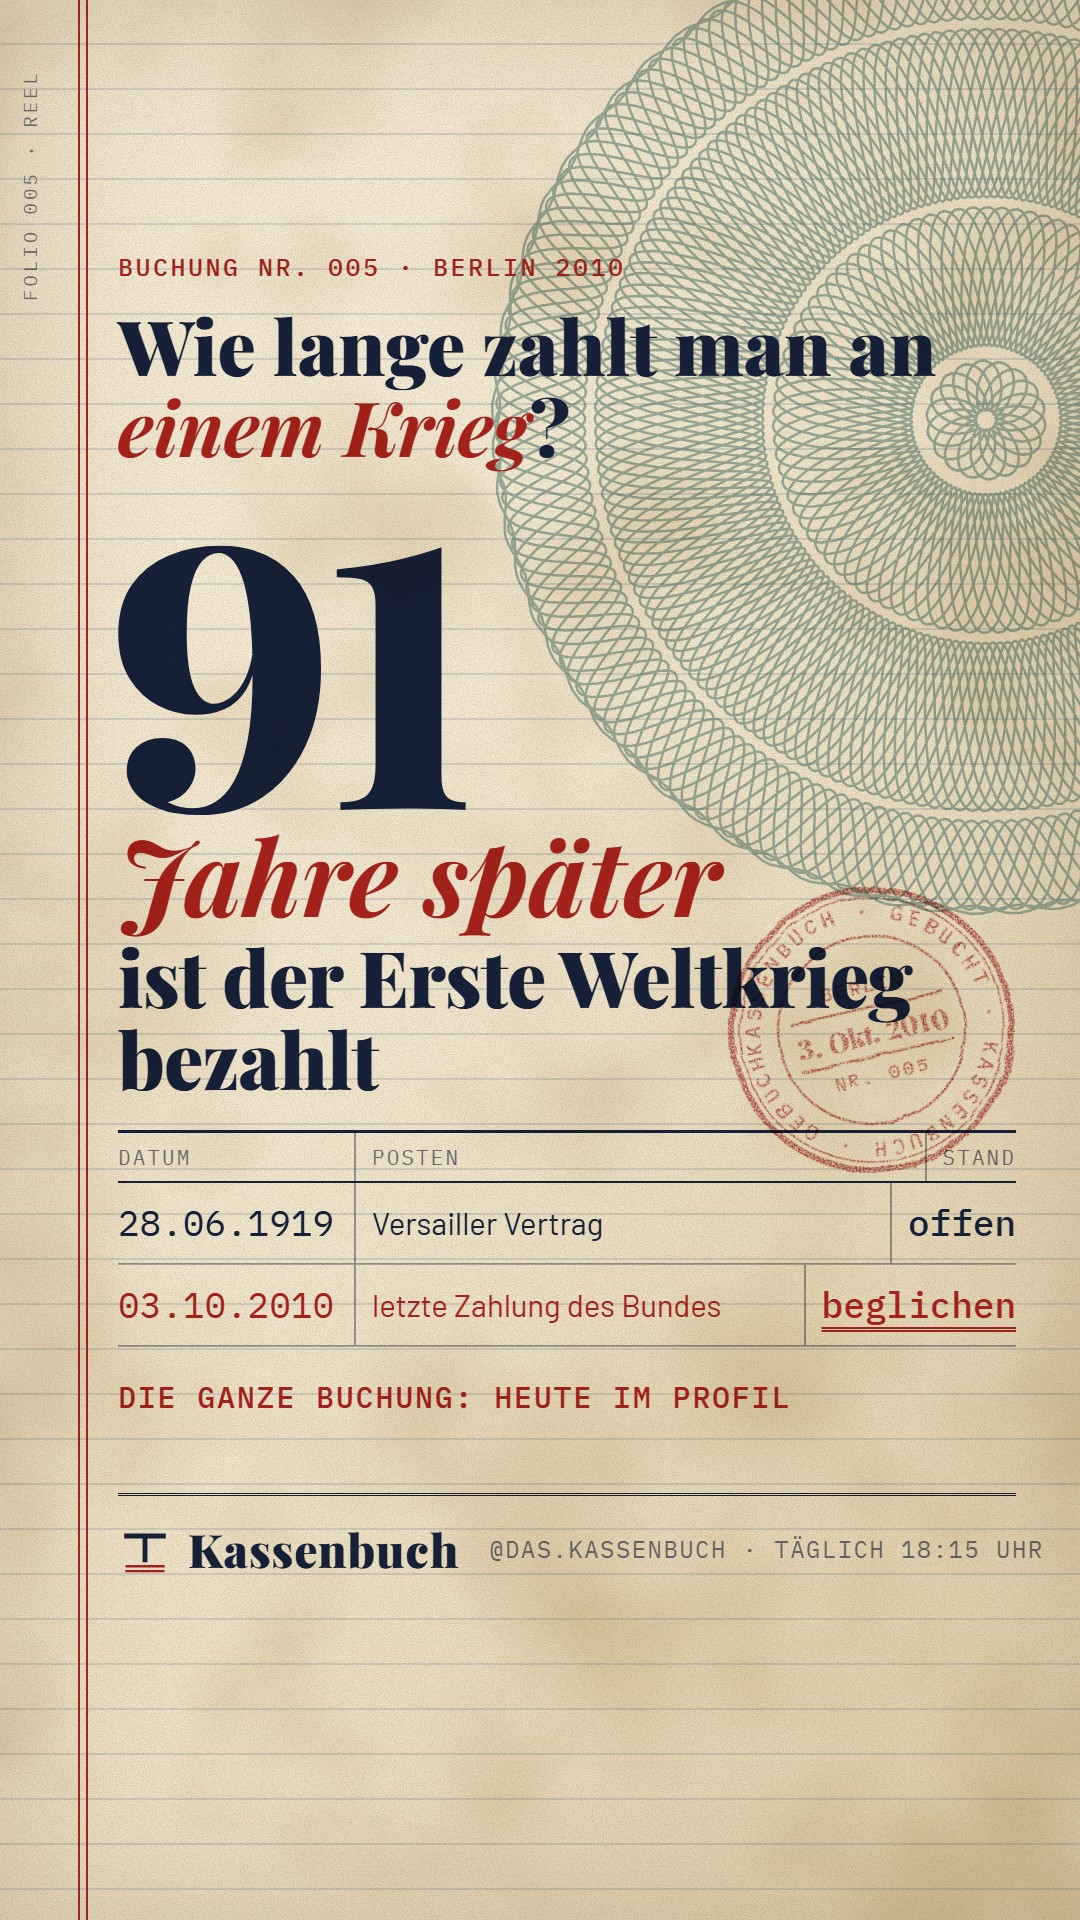 FOLIO 005 · REEL
BUCHUNG NR. 005 · BERLIN 2010
Wie lange zahlt man an
einem Krieg?
91
Jahre später
ist der Erste Weltkrieg
bezahlt
GEBUCHT · KASSENBUCH · GEBUCHKASSENBUCH ·
BERLIN
3. Okt. 2010
NR. 005
DATUM POSTEN STAND
28.06.1919 Versailler Vertrag offen
03.10.2010 letzte Zahlung des Bundes beglichen
DIE GANZE BUCHUNG: HEUTE IM PROFIL
Kassenbuch @DAS.KASSENBUCH · TÄGLICH 18:15 UHR